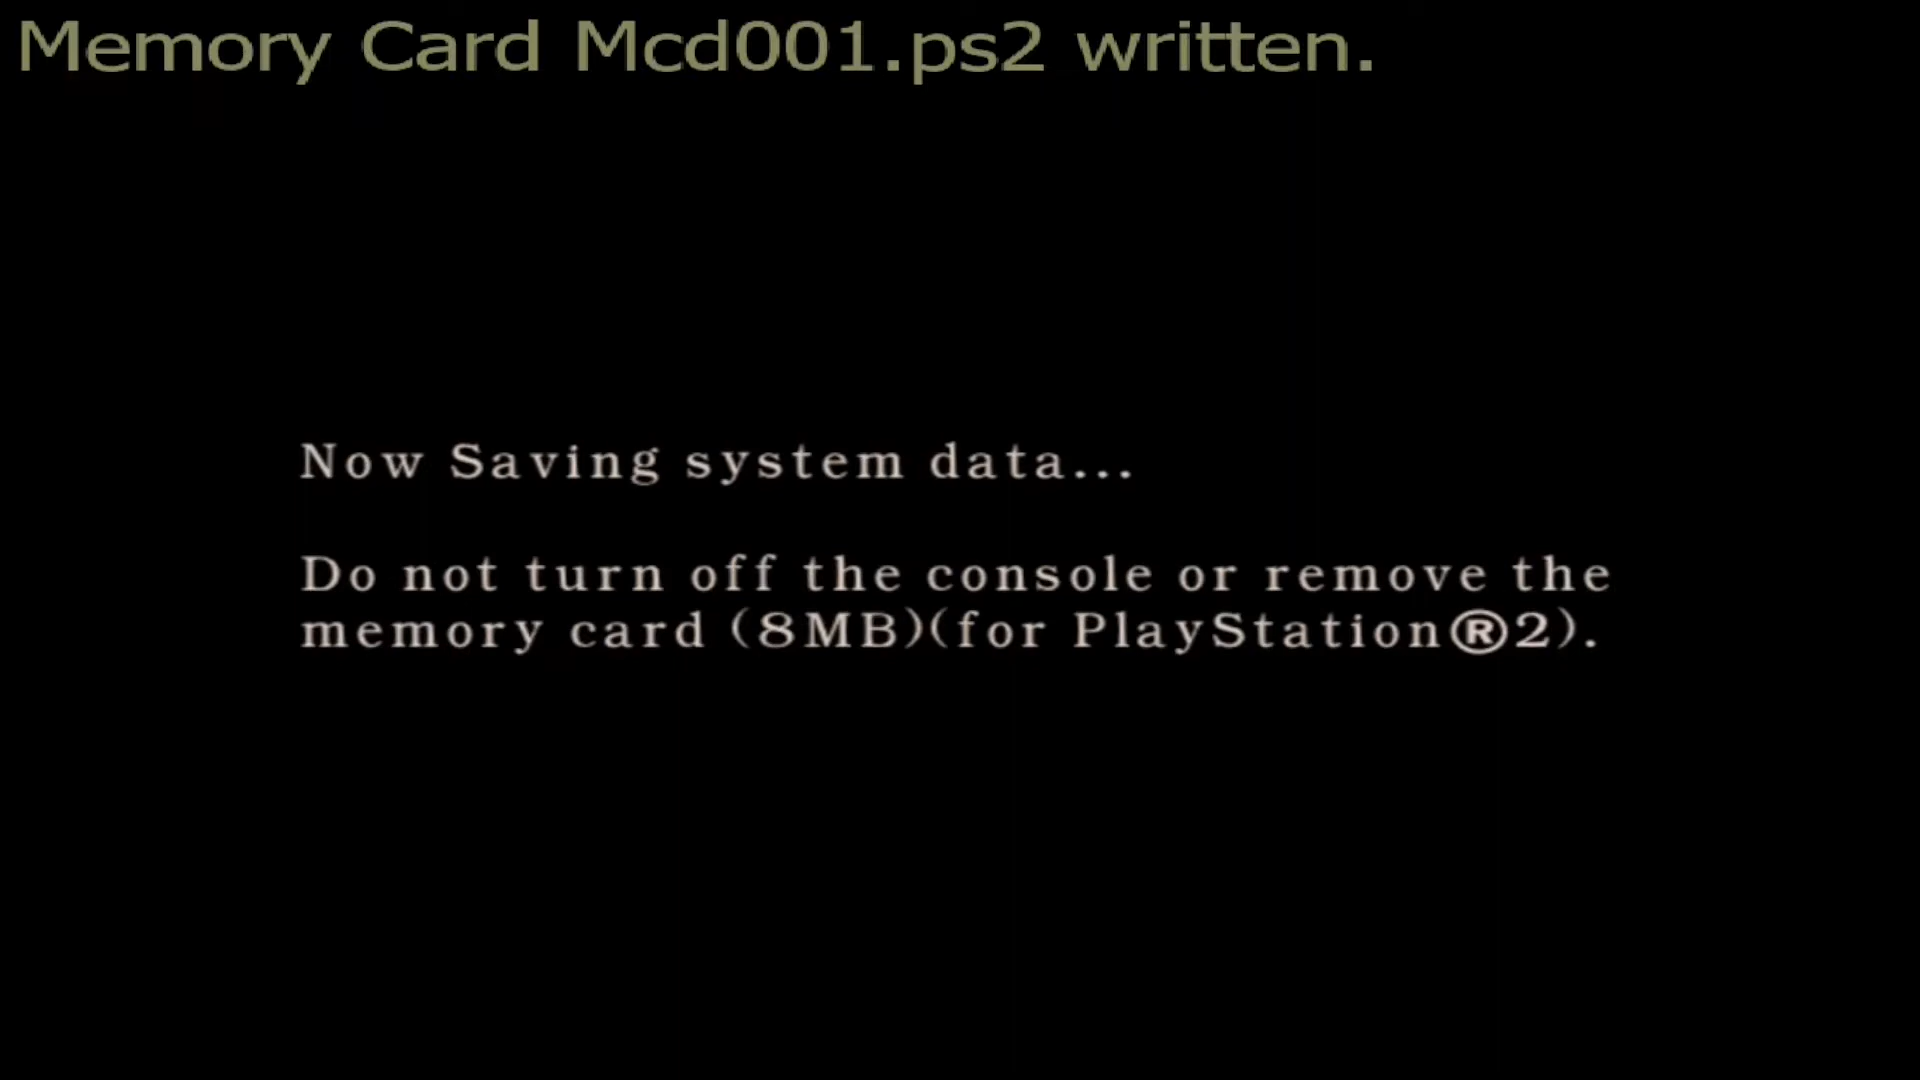 Memory Card Mcd001.ps2 written.
Now Saving system data...
Do not turn off the console or remove the
memory card (8MB)(for PlayStation®2).